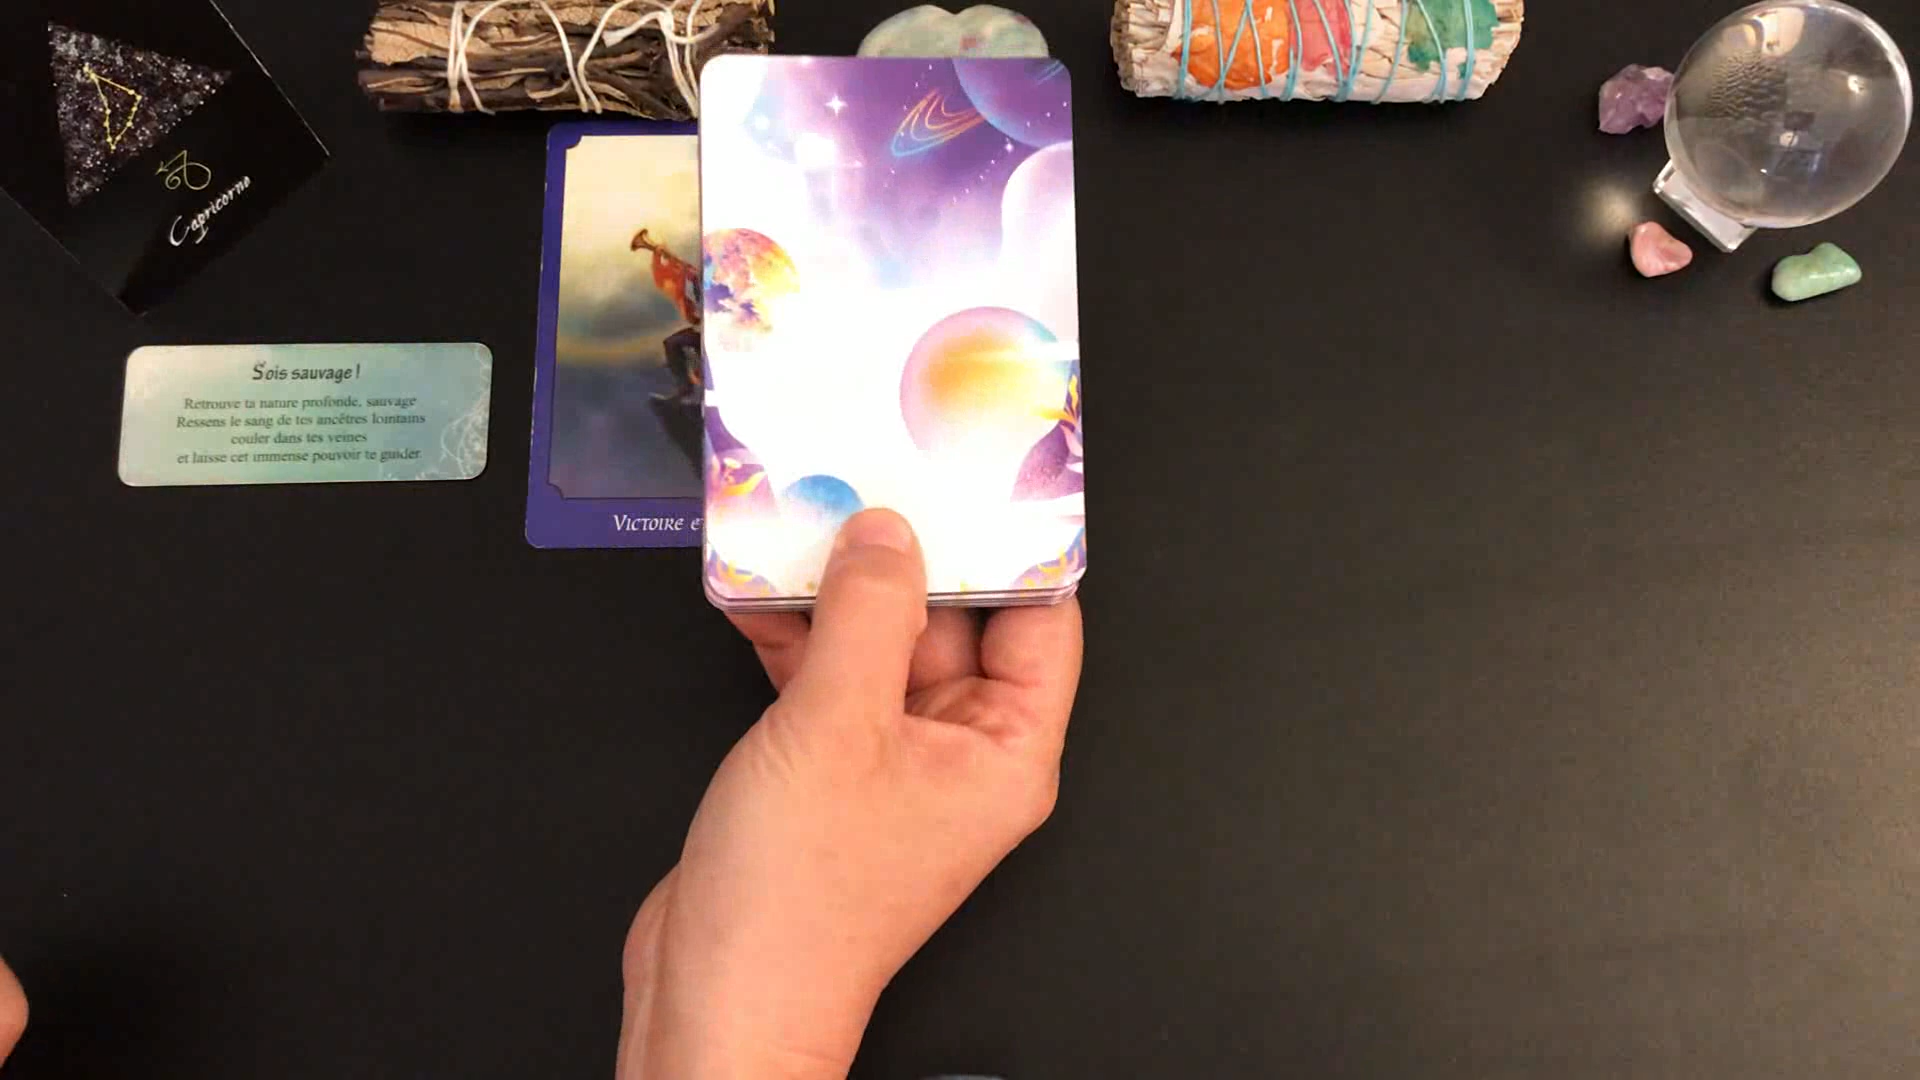 Capricorne
Sois sauvage !
Retrouve ta nature profonde, sauvage
Ressens le sang de tes ancêtres lointains
couler dans tes veines
et laisse cet immense pouvoir te guider
Victoire et